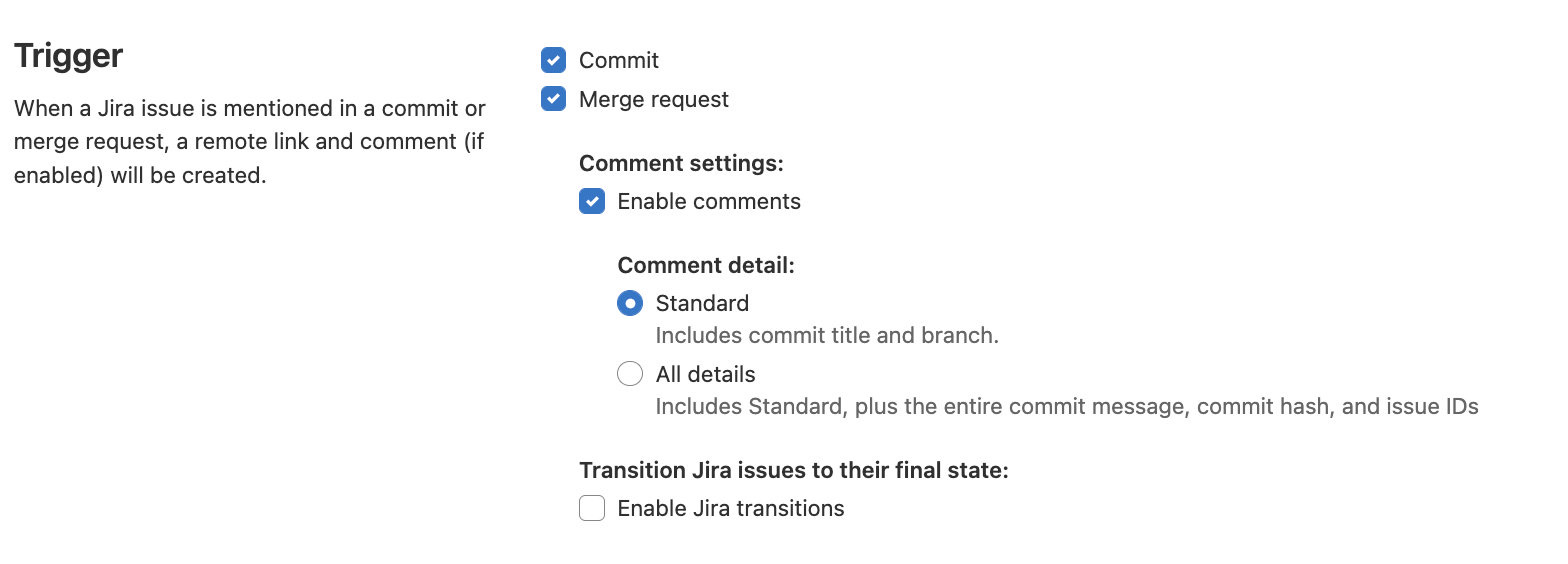 Trigger
When a Jira issue is mentioned in a commit or
merge request, a remote link and comment (if
enabled) will be created.
Commit
Merge request
Comment settings:
Enable comments
Comment detail:
Standard
Includes commit title and branch.
All details
Includes Standard, plus the entire commit message, commit hash, and issue IDs
Transition Jira issues to their final state:
Enable Jira transitions